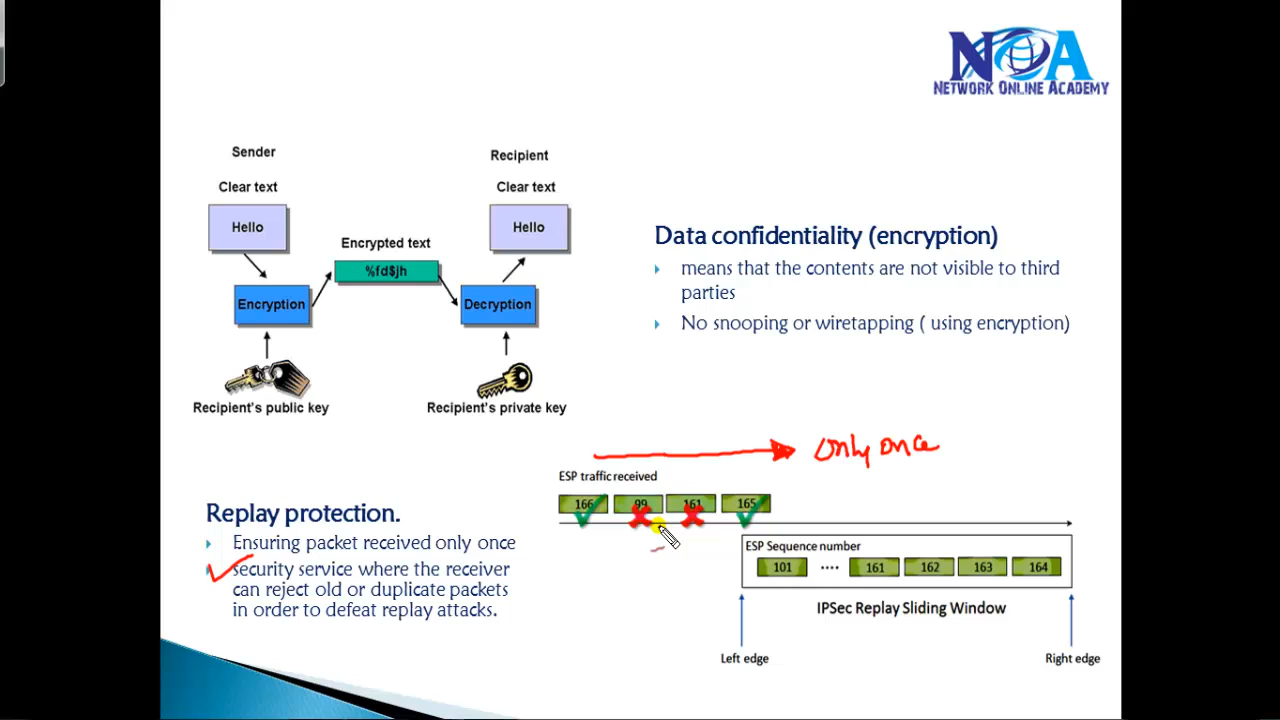 NOA
NETWORK ONLINE ACADEMY
Sender
Recipient
Clear text
Clear text
Hello
Hello
Encrypted text
%fd$jh
Encryption
Decryption
Recipient's public key
Recipient's private key
Data confidentiality (encryption)
means that the contents are not visible to third
parties
No snooping or wiretapping ( using encryption)
only once
ESP traffic received
166 99 161 165
Replay protection.
Ensuring packet received only once
security service where the receiver
can reject old or duplicate packets
in order to defeat replay attacks.
ESP Sequence number
101 .... 161 162 163 164
IPSec Replay Sliding Window
Left edge
Right edge